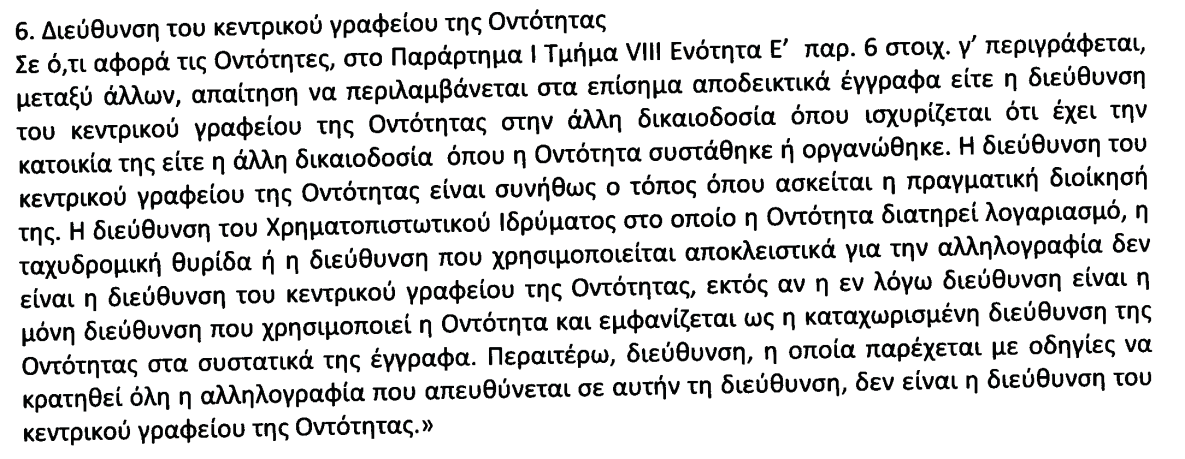 6. Διεύθυνση του κεντρικού γραφείου της Οντότητας
Σε ό,τι αφορά τις Οντότητες, στο Παράρτημα Ι Τμήμα VIII Ενότητα Ε’ παρ. 6 στοιχ. γ’ περιγράφεται,
μεταξύ άλλων, απαίτηση να περιλαμβάνεται στα επίσημα αποδεικτικά έγγραφα είτε η διεύθυνση
του κεντρικού γραφείου της Οντότητας στην άλλη δικαιοδοσία όπου ισχυρίζεται ότι έχει την
κατοικία της είτε η άλλη δικαιοδοσία όπου η Οντότητα συστάθηκε ή οργανώθηκε. Η διεύθυνση του
κεντρικού γραφείου της Οντότητας είναι συνήθως ο τόπος όπου ασκείται η πραγματική διοίκησή
της. Η διεύθυνση του Χρηματοπιστωτικού Ιδρύματος στο οποίο η Οντότητα διατηρεί λογαριασμό, η
ταχυδρομική θυρίδα ή η διεύθυνση που χρησιμοποιείται αποκλειστικά για την αλληλογραφία δεν
είναι η διεύθυνση του κεντρικού γραφείου της Οντότητας, εκτός αν η εν λόγω διεύθυνση είναι η
μόνη διεύθυνση που χρησιμοποιεί η Οντότητα και εμφανίζεται ως η καταχωρισμένη διεύθυνση της
Οντότητας στα συστατικά της έγγραφα. Περαιτέρω, διεύθυνση, η οποία παρέχεται με οδηγίες να
κρατηθεί όλη η αλληλογραφία που απευθύνεται σε αυτήν τη διεύθυνση, δεν είναι η διεύθυνση του
κεντρικού γραφείου της Οντότητας.»